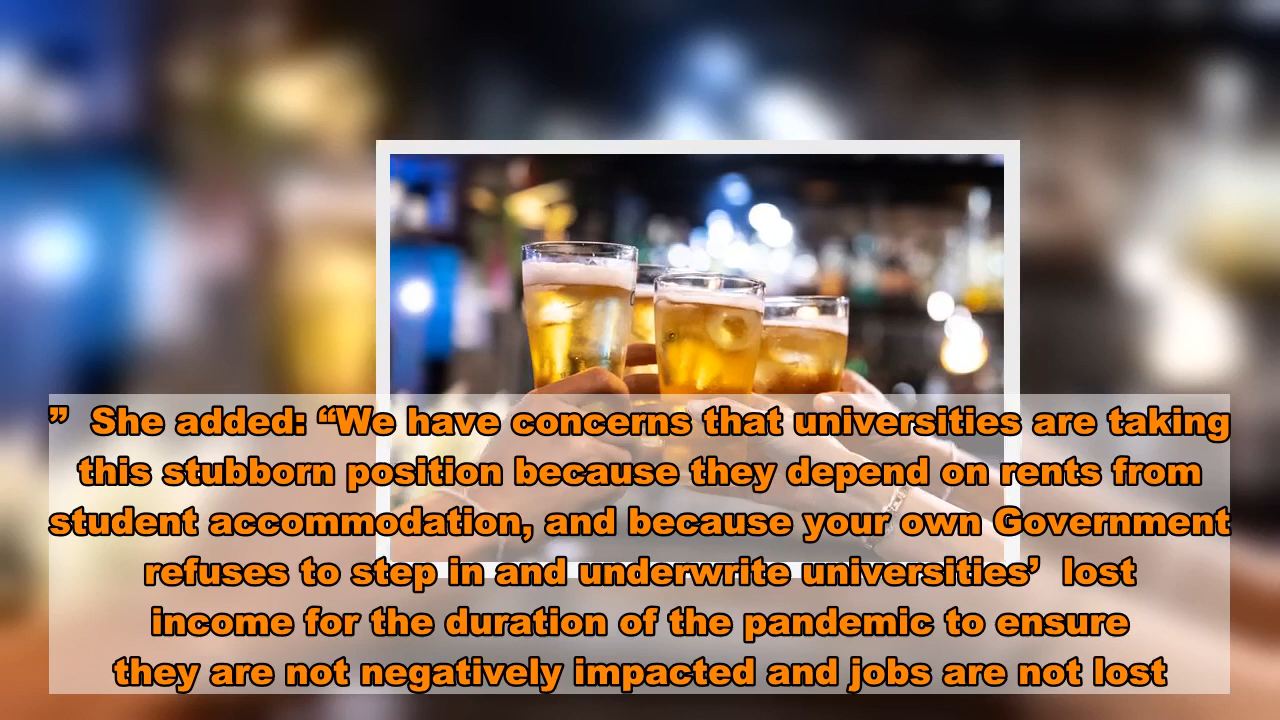 ”  She added: “We have concerns that universities are taking
this stubborn position because they depend on rents from
student accommodation, and because your own Government
refuses to step in and underwrite universities’  lost
income for the duration of the pandemic to ensure
they are not negatively impacted and jobs are not lost